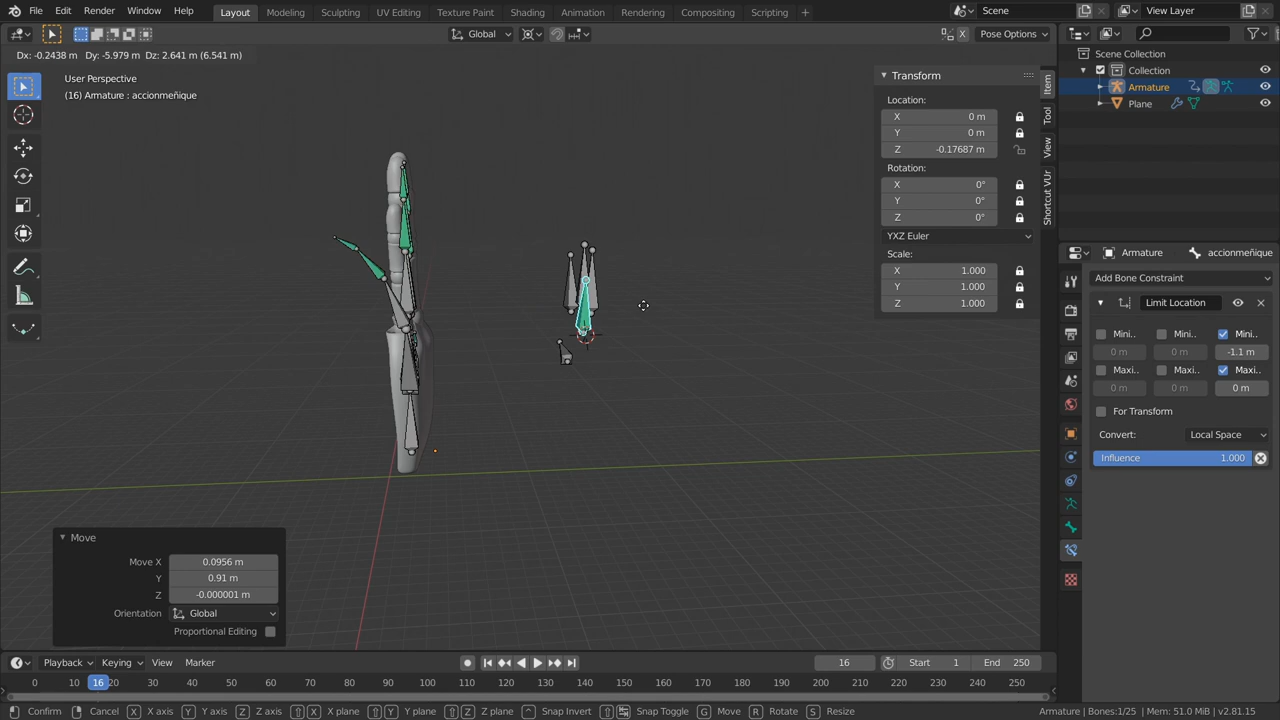 File Edit Render Window Help Layout Modeling Sculpting UV Editing Texture Paint Shading Animation Rendering Compositing Scripting + Scene View Layer
Global X Pose Options
Dx: -0.2438 m Dy: -5.979 m Dz: 2.641 m (6.541 m)
User Perspective
(16) Armature : accionmeñique
Transform
Location:
X 0 m
Y 0 m
Z -0.17687 m
Rotation:
X 0°
Y 0°
Z 0°
YXZ Euler
Scale:
X 1.000
Y 1.000
Z 1.000
Item
Tool
View
Shortcut VUr
Scene Collection
Collection
Armature
Plane
Armature accionmeñique
Add Bone Constraint
Limit Location
Mini... Mini... Mini...
0 m 0 m -1.1 m
Maxi... Maxi... Maxi...
0 m 0 m 0 m
For Transform
Convert: Local Space
Influence 1.000
Move
Move X 0.0956 m
Y 0.91 m
Z -0.000001 m
Orientation Global
Proportional Editing
Playback Keying View Marker 16 Start 1 End 250
0 10 16 20 30 40 50 60 70 80 90 100 110 120 130 140 150 160 170 180 190 200 210 220 230 240 250
Confirm Cancel X X axis Y Y axis Z Z axis X X plane Y Y plane Z Z plane Snap Invert Snap Toggle G Move R Rotate S Resize Armature | Bones:1/25 | Mem: 51.0 MiB | v2.81.15